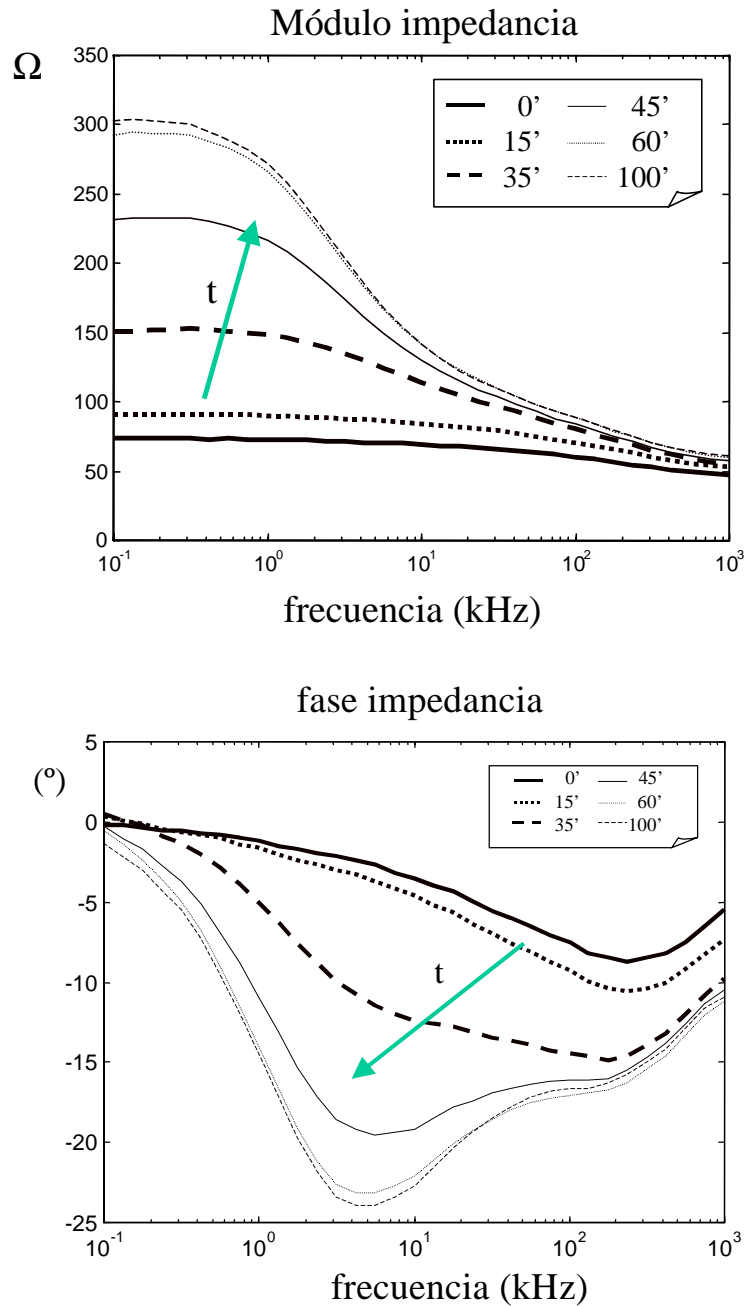 Módulo impedancia
Ω
350
300
250
200
150
100
50
0
0’ 45’
15’ 60’
35’ 100’
t
10⁻¹ 10⁰ 10¹ 10² 10³
frecuencia (kHz)
fase impedancia
(º)
5
0
-5
-10
-15
-20
-25
0’ 45’
15’ 60’
35’ 100’
t
10⁻¹ 10⁰ 10¹ 10² 10³
frecuencia (kHz)